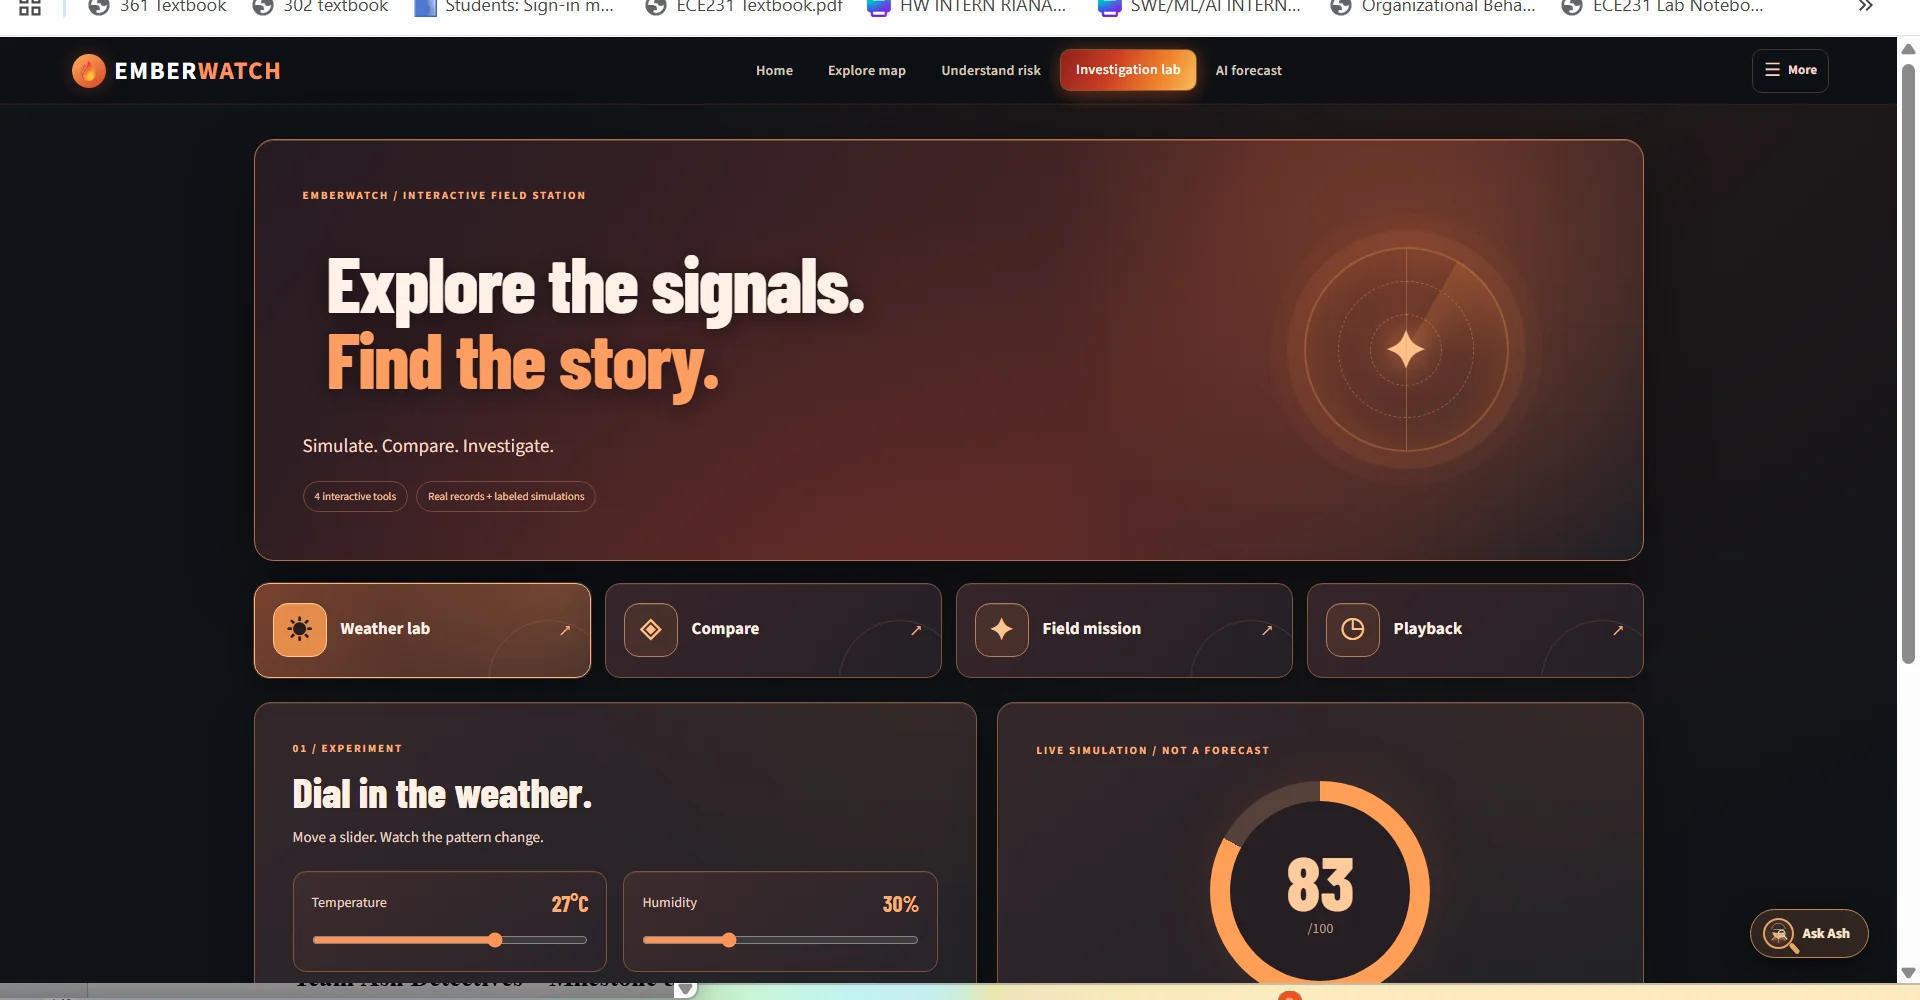 361 Textbook 302 textbook Students: Sign-in m... ECE231 Textbook.pdf HW INTERN RIANA... SWE/ML/AI INTERN... Organizational Beha... ECE231 Lab Notebo...
EMBERWATCH Home Explore map Understand risk Investigation lab AI forecast More
EMBERWATCH / INTERACTIVE FIELD STATION
Explore the signals.
Find the story.
Simulate. Compare. Investigate.
4 interactive tools Real records + labeled simulations
Weather lab Compare Field mission Playback
01 / EXPERIMENT
Dial in the weather.
Move a slider. Watch the pattern change.
Temperature 27°C Humidity 30%
LIVE SIMULATION / NOT A FORECAST
83
/100
Ask Ash